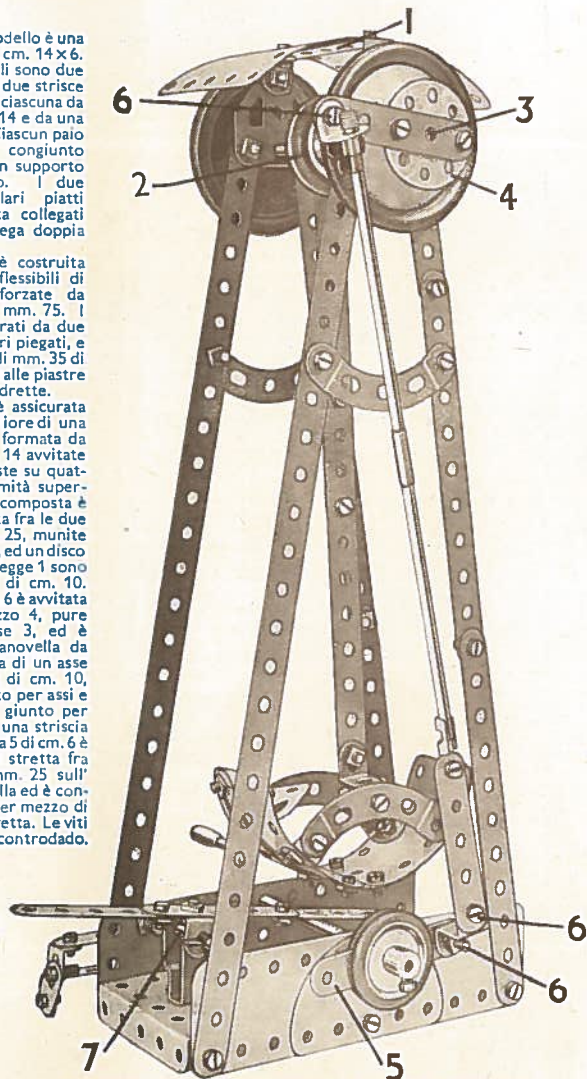 odello è una
cm. 14×6.
li sono due
due strisce
ciascuna da
14 e da una
iascun paio
congiunto
n supporto
o. I due
lari piatti
ta collegati
ega doppia
è costruita
flessibili di
forzate da
mm. 75. I
rati da due
ri piegati, e
li mm. 35 di
alle piastre
drette.
è assicurata
iore di una
formata da
14 avvitate
ste su quat-
mità super-
composta è
ta fra le due
25, munite
ed un disco
egge 1 sono
di cm. 10.
6 è avvitata
zzo 4, pure
se 3, ed è
anovella da
a di un asse
di cm. 10,
to per assi e
giunto per
una striscia
a 5 di cm. 6 è
stretta fra
mm. 25 sull'
lla ed è con-
er mezzo di
retta. Le viti
controdado.
1
6
3
2
4
6
6
7
5